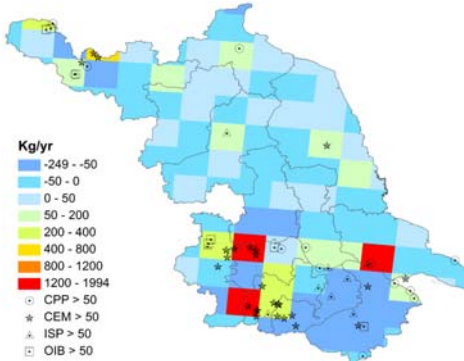 Kg/yr
-249 - -50
-50 - 0
0 - 50
50 - 200
200 - 400
400 - 800
800 - 1200
1200 - 1994
CPP > 50
CEM > 50
ISP > 50
OIB > 50